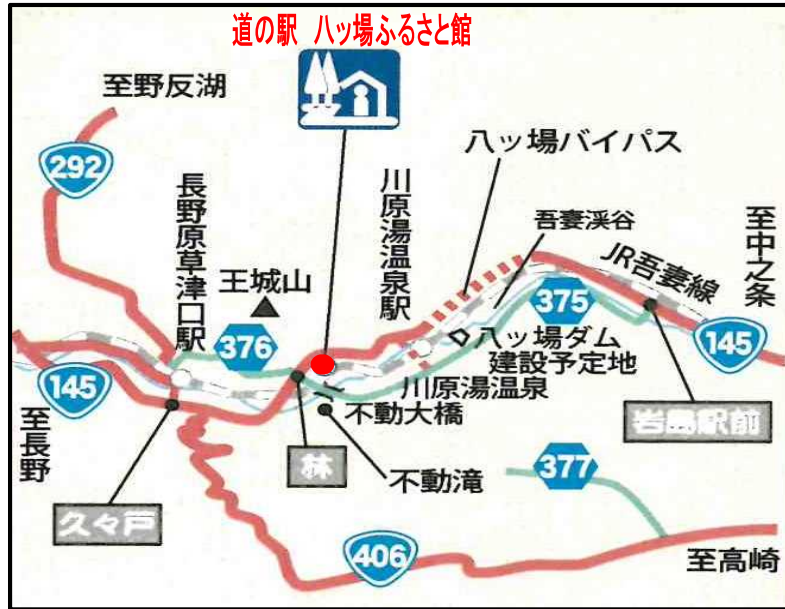 道の駅 八ッ場ふるさと館
至野反湖
292
長野原草津口駅
王城山
376
川原湯温泉駅
八ッ場バイパス
吾妻渓谷
至中之条
JR吾妻線
375
145
八ッ場ダム
建設予定地
川原湯温泉
145
至長野
不動大橋
林
不動滝
岩島駅前
久々戸
377
406
至高崎